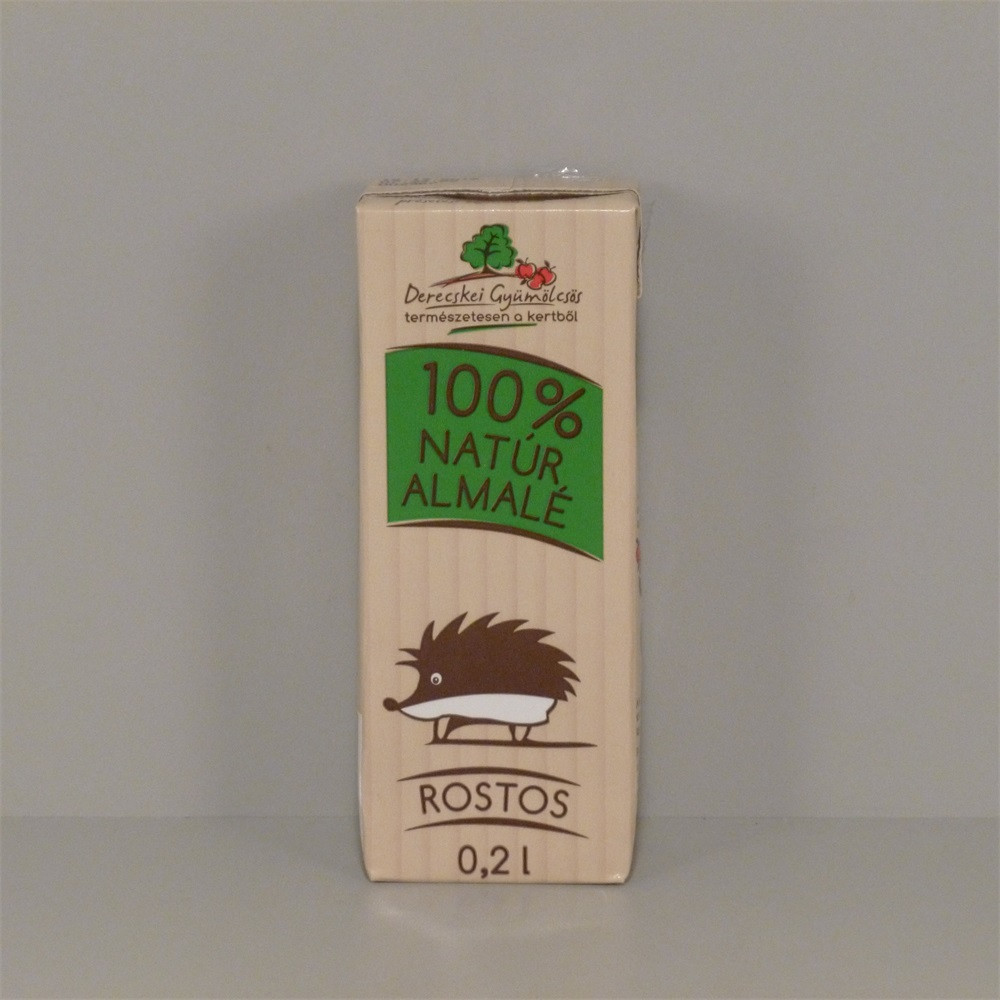 Derecskei Gyümölcsös
természetesen a kertből
100%
NATÚR
ALMALÉ
ROSTOS
0,2 l